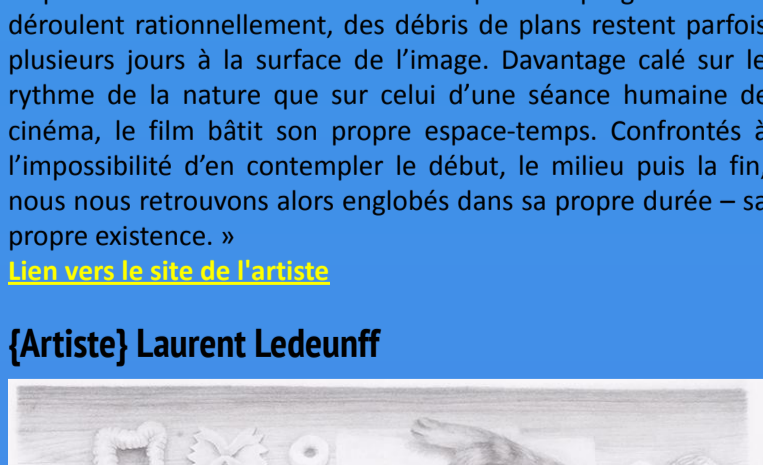 déroulent rationnellement, des débris de plans restent parfois
plusieurs jours à la surface de l’image. Davantage calé sur le
rythme de la nature que sur celui d’une séance humaine de
cinéma, le film bâtit son propre espace-temps. Confrontés à
l’impossibilité d’en contempler le début, le milieu puis la fin,
nous nous retrouvons alors englobés dans sa propre durée – sa
propre existence. »
Lien vers le site de l'artiste
{Artiste} Laurent Ledeunff